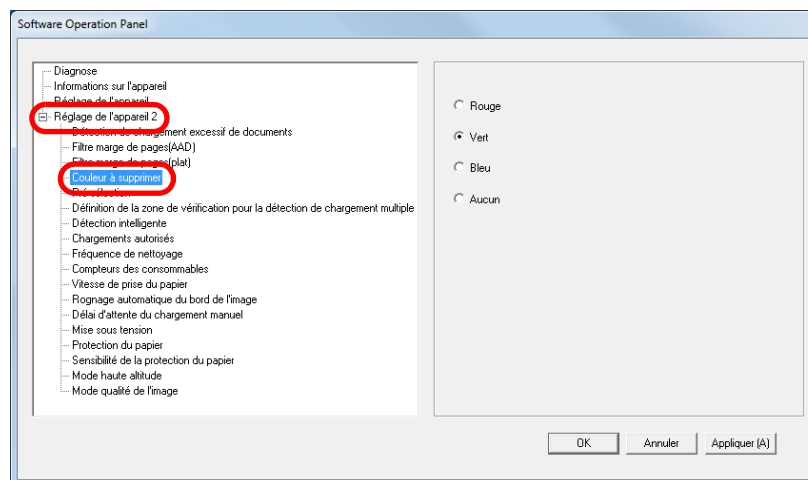 Software Operation Panel
Diagnose
Informations sur l'appareil
Réglage de l'appareil
Réglage de l'appareil 2
Détection de chargement excessif de documents
Filtre marge de pages(AAD)
Filtre marge de pages(plat)
Couleur à supprimer
Pré-sélection
Définition de la zone de vérification pour la détection de chargement multiple
Détection intelligente
Chargements autorisés
Fréquence de nettoyage
Compteurs des consommables
Vitesse de prise du papier
Rognage automatique du bord de l'image
Délai d'attente du chargement manuel
Mise sous tension
Protection du papier
Sensibilité de la protection du papier
Mode haute altitude
Mode qualité de l'image
Rouge
Vert
Bleu
Aucun
OK
Annuler
Appliquer (A)